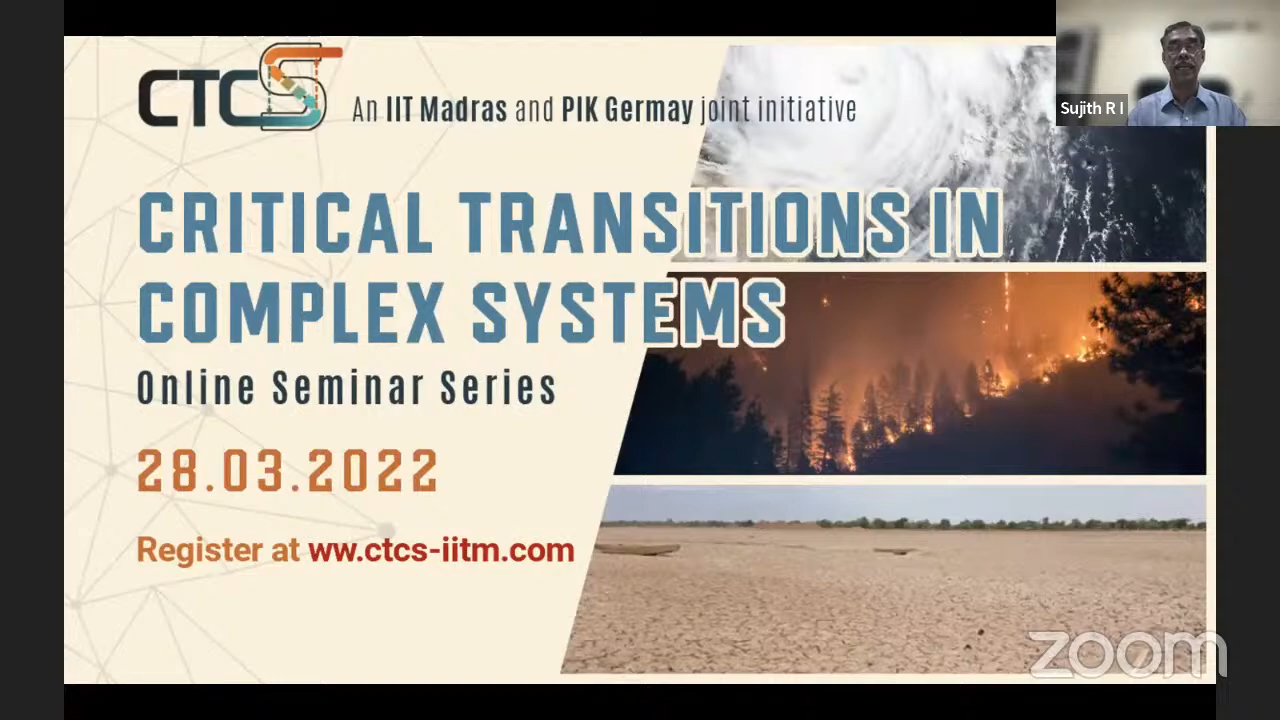 CTCS
An IIT Madras and PIK Germay joint initiative
Sujith R I
CRITICAL TRANSITIONS IN
COMPLEX SYSTEMS
Online Seminar Series
28.03.2022
Register at ww.ctcs-iitm.com
zoom